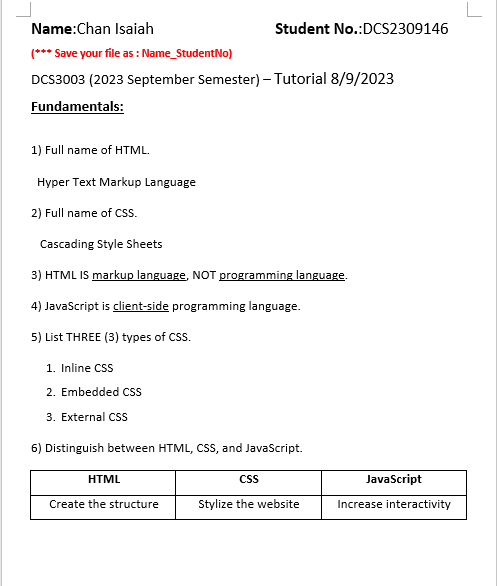 Name:Chan Isaiah Student No.:DCS2309146
(*** Save your file as : Name_StudentNo)
DCS3003 (2023 September Semester) – Tutorial 8/9/2023
Fundamentals:
1) Full name of HTML.
Hyper Text Markup Language
2) Full name of CSS.
Cascading Style Sheets
3) HTML IS markup language, NOT programming language.
4) JavaScript is client-side programming language.
5) List THREE (3) types of CSS.
1. Inline CSS
2. Embedded CSS
3. External CSS
6) Distinguish between HTML, CSS, and JavaScript.
HTML CSS JavaScript
Create the structure Stylize the website Increase interactivity